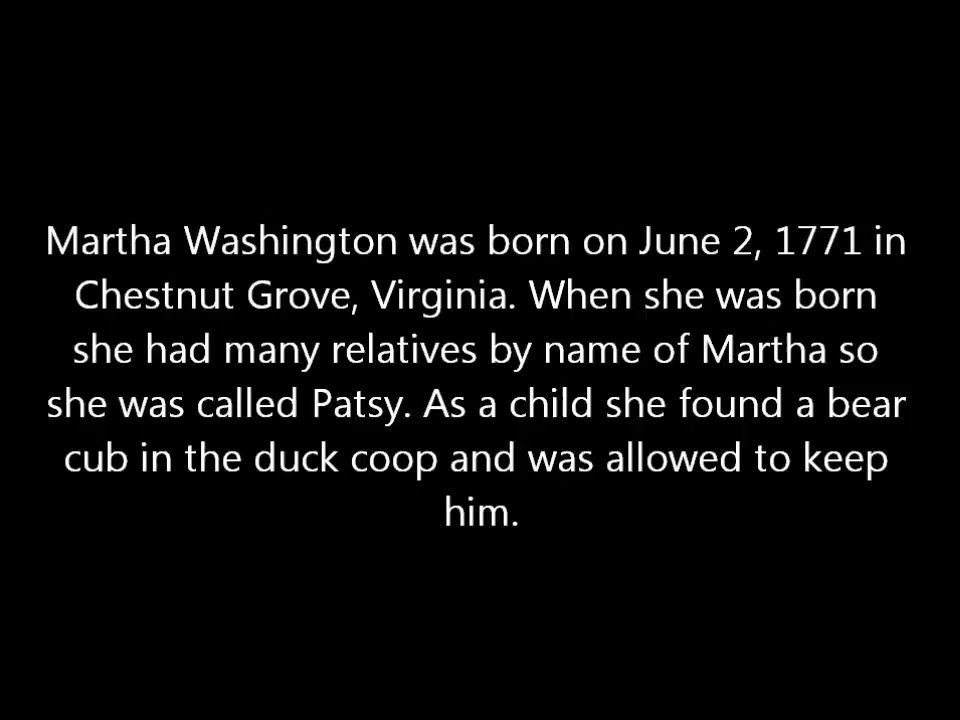 Martha Washington was born on June 2, 1771 in
Chestnut Grove, Virginia. When she was born
she had many relatives by name of Martha so
she was called Patsy. As a child she found a bear
cub in the duck coop and was allowed to keep
him.